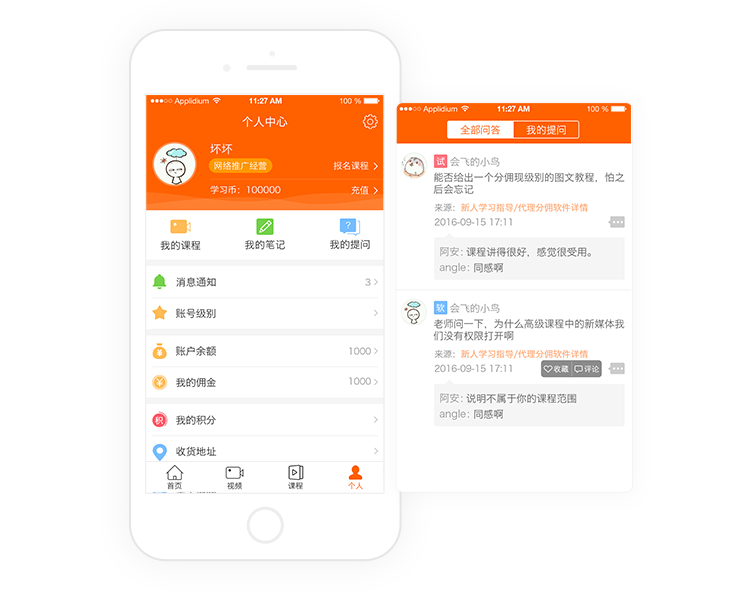 Applidium 11:27 AM 100 %
个人中心
坏坏
网络推广经营
报名课程
学习币：100000
充值
我的课程
我的笔记
我的提问
消息通知 3
账号级别
账户余额 1000
我的佣金 1000
积 我的积分
收货地址
首页
视频
课程
个人
Applidium 11:27 AM 100 %
全部问答
我的提问
试 会飞的小鸟
能否给出一个分佣现级别的图文教程，怕之
后会忘记
来源：新人学习指导/代理分佣软件详情
2016-09-15 17:11
阿安：课程讲得很好，感觉很受用。
angle：同感啊
软 会飞的小鸟
老师问一下，为什么高级课程中的新媒体我
们没有权限打开啊
来源：新人学习指导/代理分佣软件详情
2016-09-15 17:11
收藏
评论
阿安：说明不属于你的课程范围
angle：同感啊